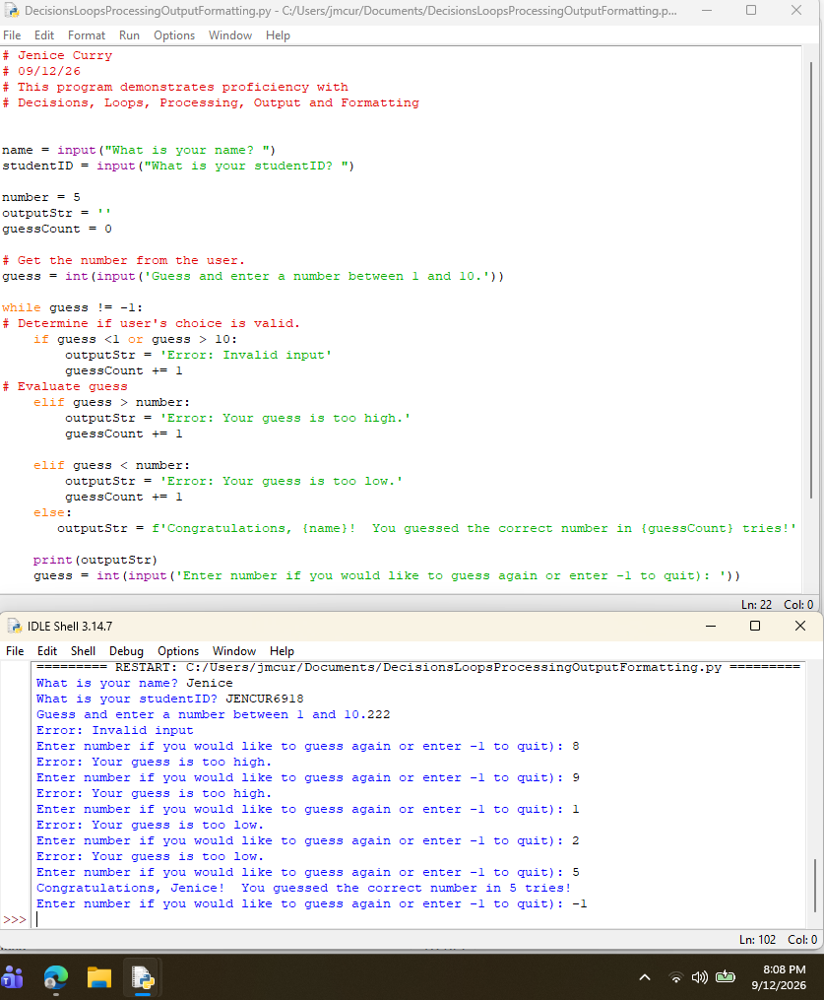 DecisionsLoopsProcessingOutputFormatting.py - C:/Users/jmcur/Documents/DecisionsLoopsProcessingOutputFormatting.p...
File Edit Format Run Options Window Help
# Jenice Curry
# 09/12/26
# This program demonstrates proficiency with
# Decisions, Loops, Processing, Output and Formatting
name = input("What is your name? ")
studentID = input("What is your studentID? ")
number = 5
outputStr = ''
guessCount = 0
# Get the number from the user.
guess = int(input('Guess and enter a number between 1 and 10.'))
while guess != -1:
# Determine if user's choice is valid.
    if guess <1 or guess > 10:
        outputStr = 'Error: Invalid input'
        guessCount += 1
# Evaluate guess
    elif guess > number:
        outputStr = 'Error: Your guess is too high.'
        guessCount += 1
    elif guess < number:
        outputStr = 'Error: Your guess is too low.'
        guessCount += 1
    else:
       outputStr = f'Congratulations, {name}!  You guessed the correct number in {guessCount} tries!'
    print(outputStr)
    guess = int(input('Enter number if you would like to guess again or enter -1 to quit): '))
Ln: 22 Col: 0
IDLE Shell 3.14.7
File Edit Shell Debug Options Window Help
========= RESTART: C:/Users/jmcur/Documents/DecisionsLoopsProcessingOutputFormatting.py =========
What is your name? Jenice
What is your studentID? JENCUR6918
Guess and enter a number between 1 and 10.222
Error: Invalid input
Enter number if you would like to guess again or enter -1 to quit): 8
Error: Your guess is too high.
Enter number if you would like to guess again or enter -1 to quit): 9
Error: Your guess is too high.
Enter number if you would like to guess again or enter -1 to quit): 1
Error: Your guess is too low.
Enter number if you would like to guess again or enter -1 to quit): 2
Error: Your guess is too low.
Enter number if you would like to guess again or enter -1 to quit): 5
Congratulations, Jenice!  You guessed the correct number in 5 tries!
Enter number if you would like to guess again or enter -1 to quit): -1
>>>
Ln: 102 Col: 0
8:08 PM
9/12/2026